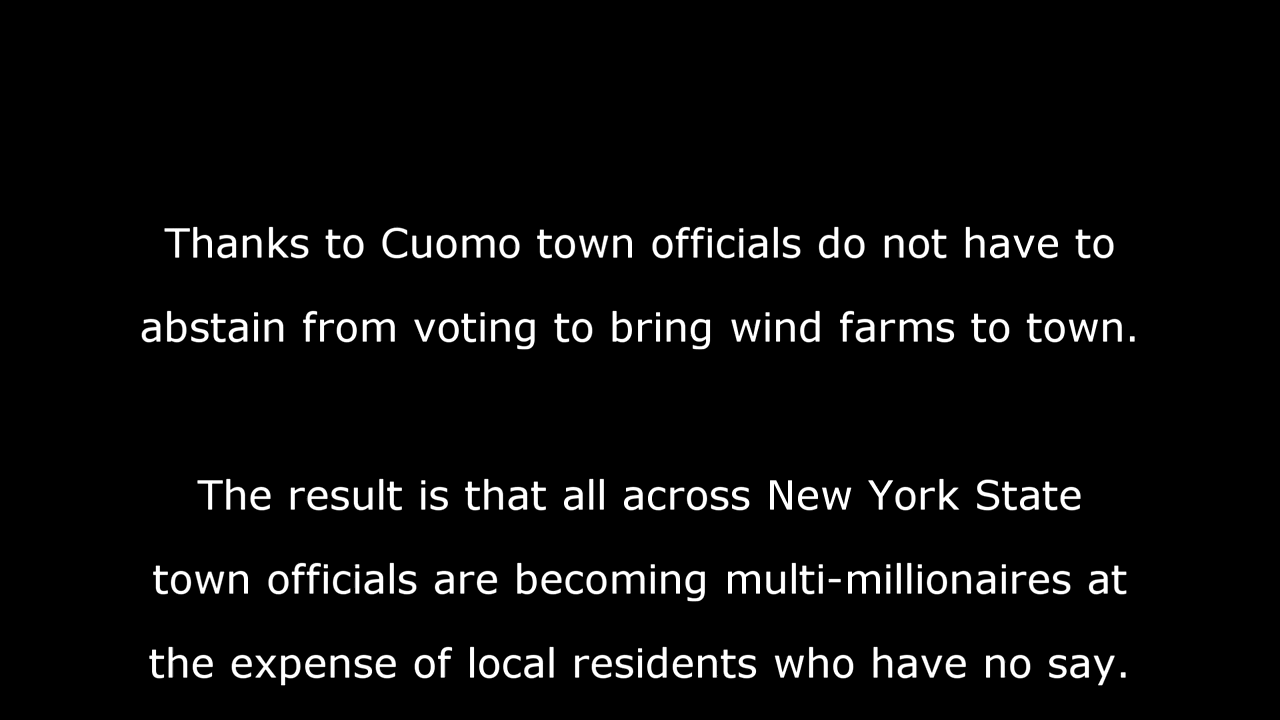 Thanks to Cuomo town officials do not have to
abstain from voting to bring wind farms to town.
The result is that all across New York State
town officials are becoming multi-millionaires at
the expense of local residents who have no say.